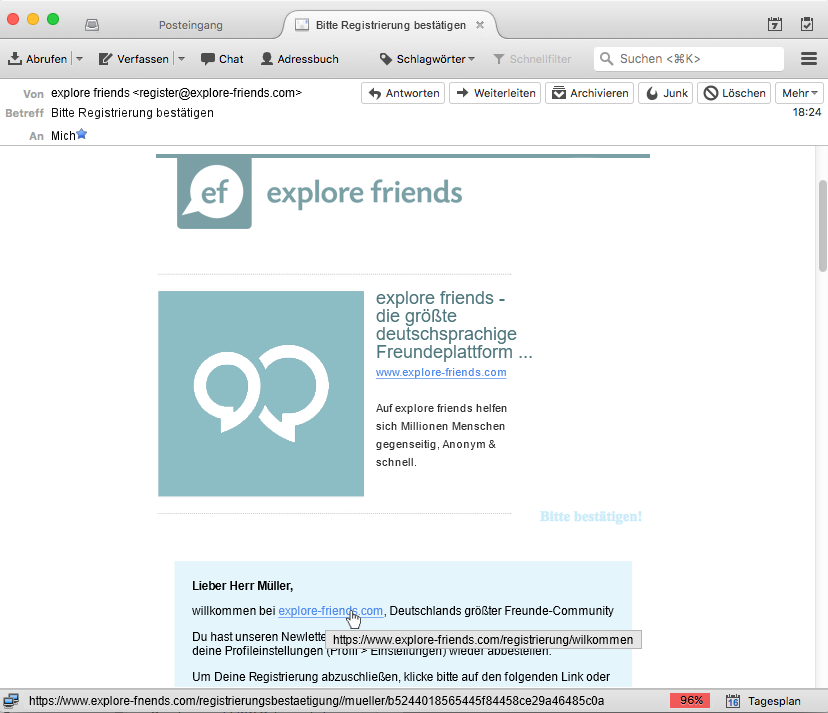 Posteingang
Bitte Registrierung bestätigen
7
Abrufen
Verfassen
Chat
Adressbuch
Schlagwörter
Schnellfilter
Suchen <⌘K>
Von explore friends <register@explore-friends.com>
Antworten
Weiterleiten
Archivieren
Junk
Löschen
Mehr
Betreff Bitte Registrierung bestätigen
18:24
An Mich
ef explore friends
explore friends -
die größte
deutschsprachige
Freundeplattform ...
www.explore-friends.com
Auf explore friends helfen
sich Millionen Menschen
gegenseitig, Anonym &
schnell.
Bitte bestätigen!
Lieber Herr Müller,
willkommen bei explore-friends.com, Deutschlands größter Freunde-Community
Du hast unseren Newlette
https://www.explore-friends.com/registrierung/wilkommen
deine Profileinstellungen (Profil > Einstellungen) wieder abbestellen.
Um Deine Registrierung abzuschließen, klicke bitte auf den folgenden Link oder
https://www.explore-fnends.com/registrierungsbestaetigung//mueller/b5244018565445f84458ce29a46485c0a
96%
16
Tagesplan